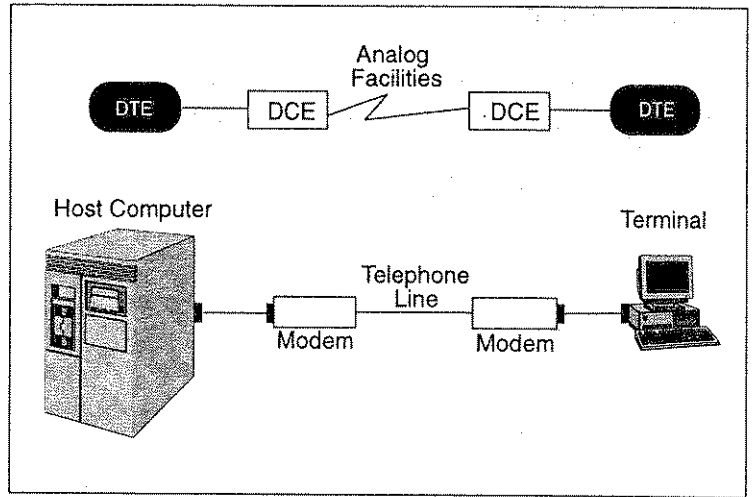 Analog
Facilities
DTE
DCE
DCE
DTE
Host Computer
Terminal
Telephone
Line
Modem
Modem